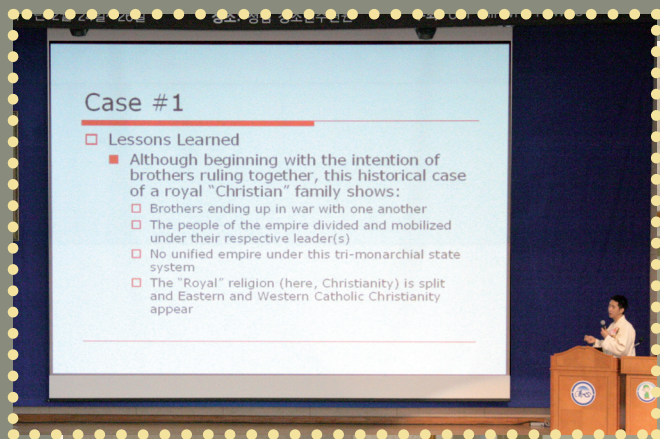 Case #1
Lessons Learned
Although beginning with the intention of
brothers ruling together, this historical case
of a royal "Christian" family shows:
Brothers ending up in war with one another
The people of the empire divided and mobilized
under their respective leader(s)
No unified empire under this tri-monarchial state
system
The "Royal" religion (here, Christianity) is split
and Eastern and Western Catholic Christianity
appear